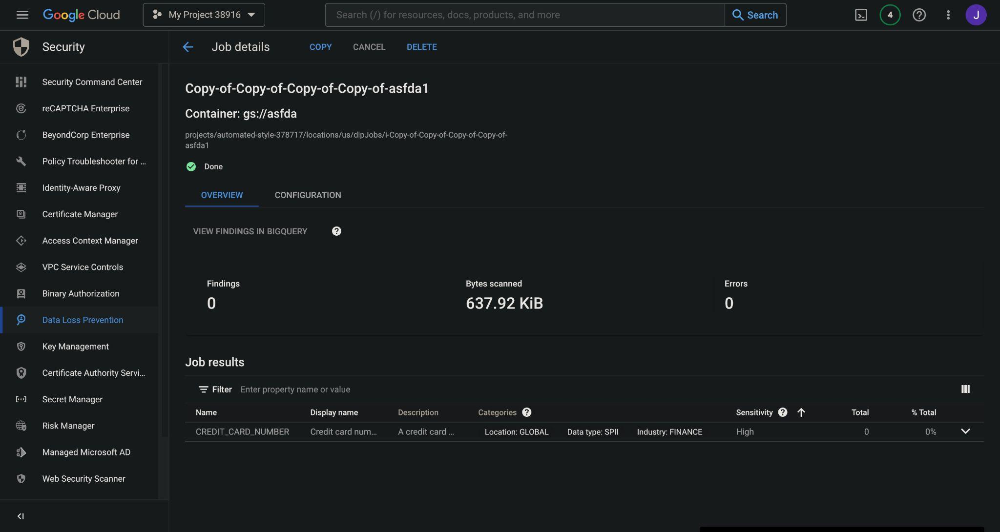 Google Cloud
My Project 38916
Search (/) for resources, docs, products, and more
Search
4
J
Security
Job details
COPY
CANCEL
DELETE
Security Command Center
reCAPTCHA Enterprise
BeyondCorp Enterprise
Policy Troubleshooter for ...
Identity-Aware Proxy
Certificate Manager
Access Context Manager
VPC Service Controls
Binary Authorization
Data Loss Prevention
Key Management
Certificate Authority Servi...
Secret Manager
Risk Manager
Managed Microsoft AD
Web Security Scanner
Copy-of-Copy-of-Copy-of-Copy-of-asfda1
Container: gs://asfda
projects/automated-style-378717/locations/us/dlpJobs/i-Copy-of-Copy-of-Copy-of-Copy-of-
asfda1
Done
OVERVIEW
CONFIGURATION
VIEW FINDINGS IN BIGQUERY
Findings
0
Bytes scanned
637.92 KiB
Errors
0
Job results
Filter Enter property name or value
Name Display name Description Categories Sensitivity Total % Total
CREDIT_CARD_NUMBER Credit card num... A credit card ... Location: GLOBAL Data type: SPII Industry: FINANCE High 0 0%